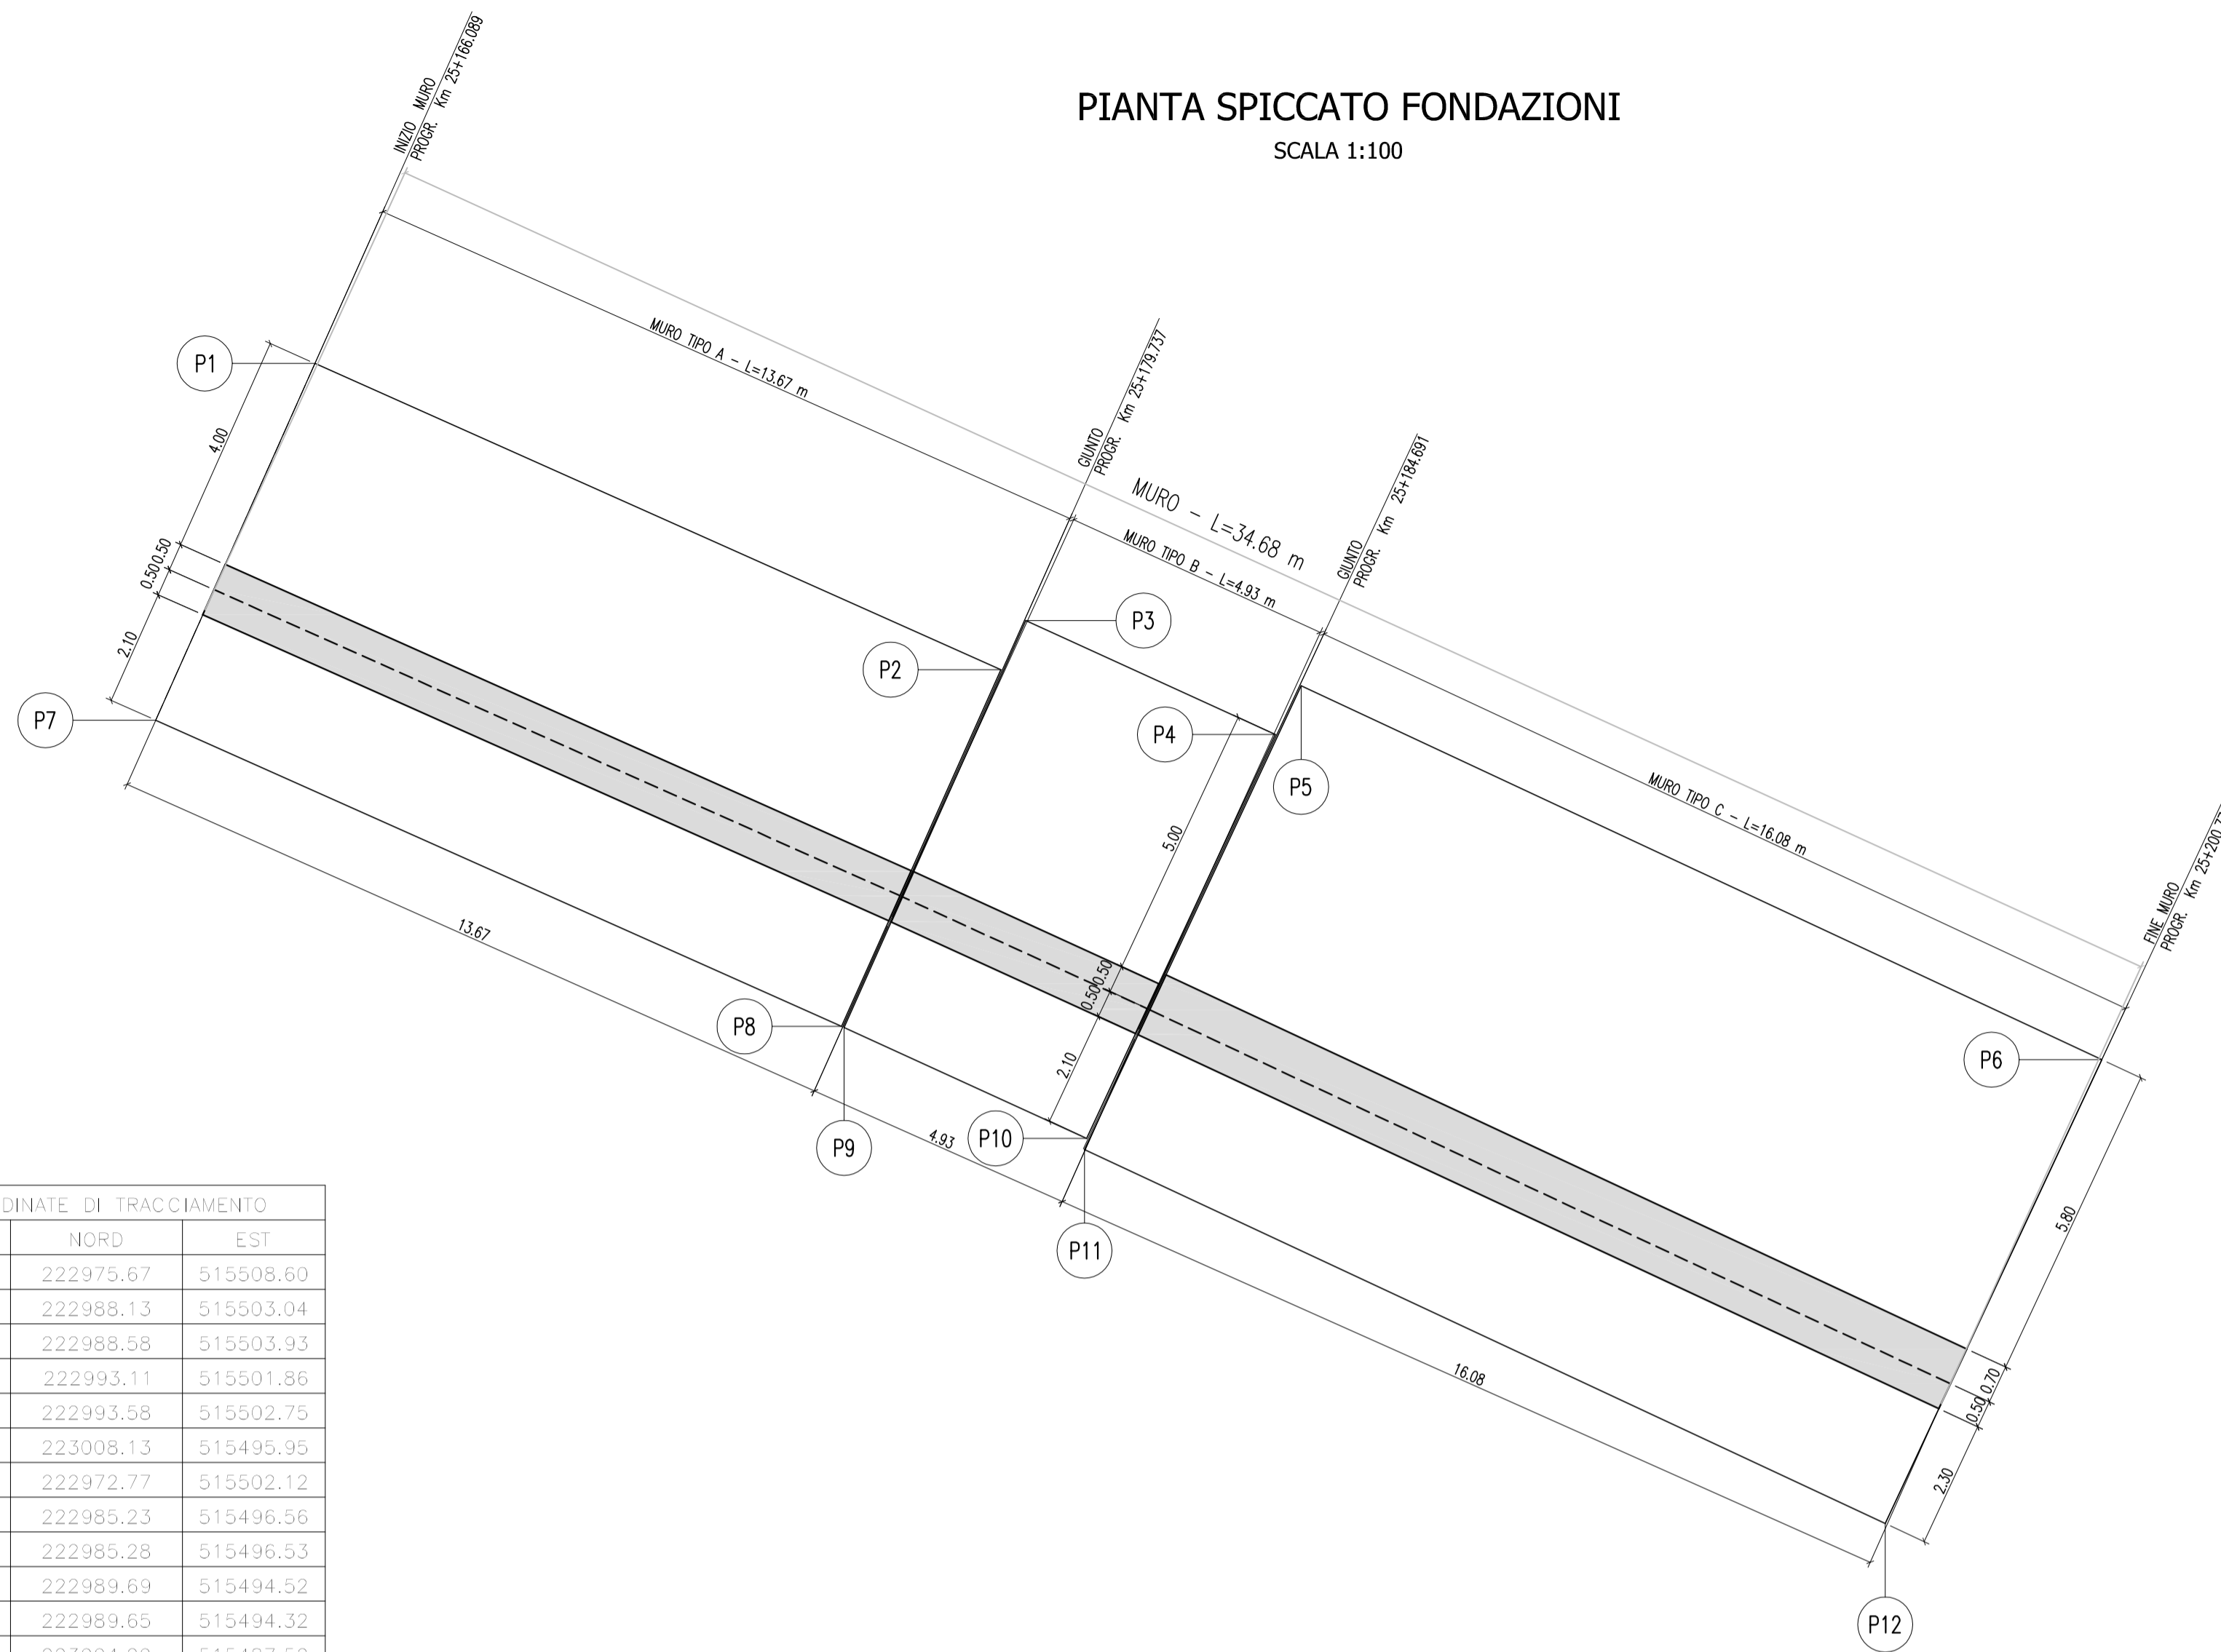 PIANTA SPICCATO FONDAZIONI
SCALA 1:100
INIZIO MURO
PROGR. Km 25+166.089
GIUNTO
PROGR. Km 25+179.737
GIUNTO
PROGR. Km 25+184.691
FINE MURO
PROGR. Km
MURO - L=34.68 m
MURO TIPO A - L=13.67 m
MURO TIPO B - L=4.93 m
MURO TIPO C - L=16.08 m
P1
P2
P3
P4
P5
P6
P7
P8
P9
P10
P11
P12
4.00
0.50
0.50
2.10
5.00
0.50
0.50
2.10
5.80
0.70
0.50
2.30
13.67
4.93
16.08
DI TRACCIAMENTO
NORD EST
222975.67 515508.60
222988.13 515503.04
222988.58 515503.93
222993.11 515501.86
222993.58 515502.75
223008.13 515495.95
222972.77 515502.12
222985.23 515496.56
222985.28 515496.53
222989.69 515494.52
222989.65 515494.32